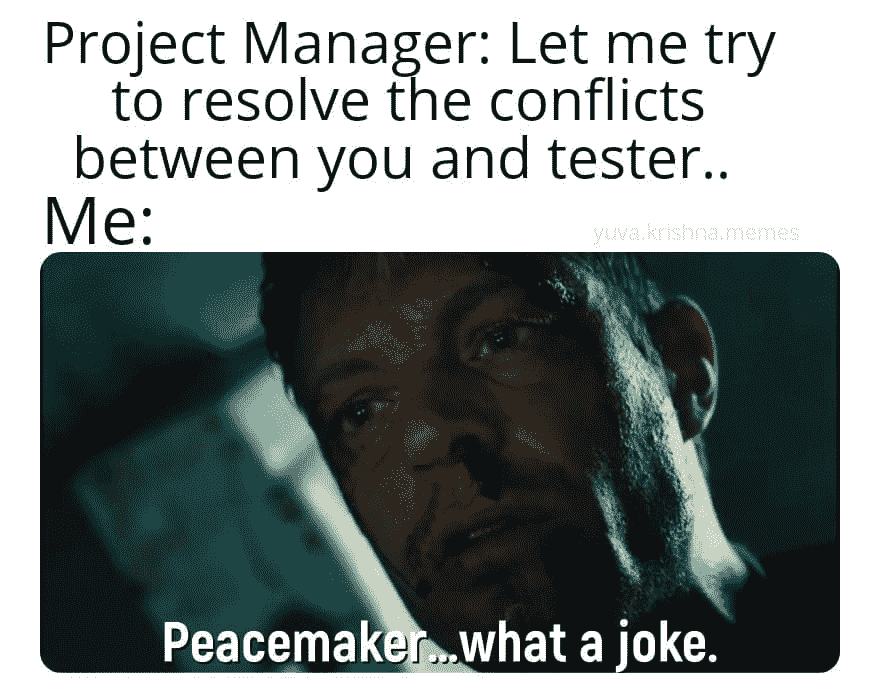 Project Manager: Let me try
to resolve the conflicts
between you and tester..
Me:
yuva.krishna.memes
Peacemaker...what a joke.